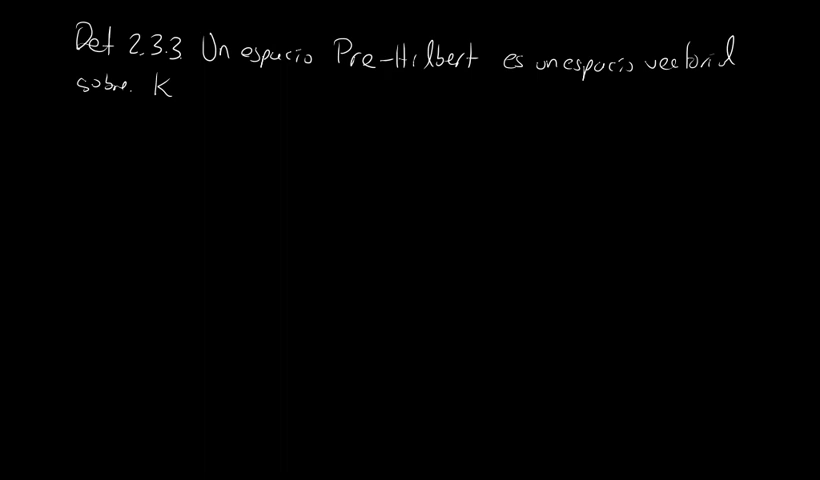 Def 2.3.3 Un espacio Pre-Hilbert es un espacio vectorial
sobre. K